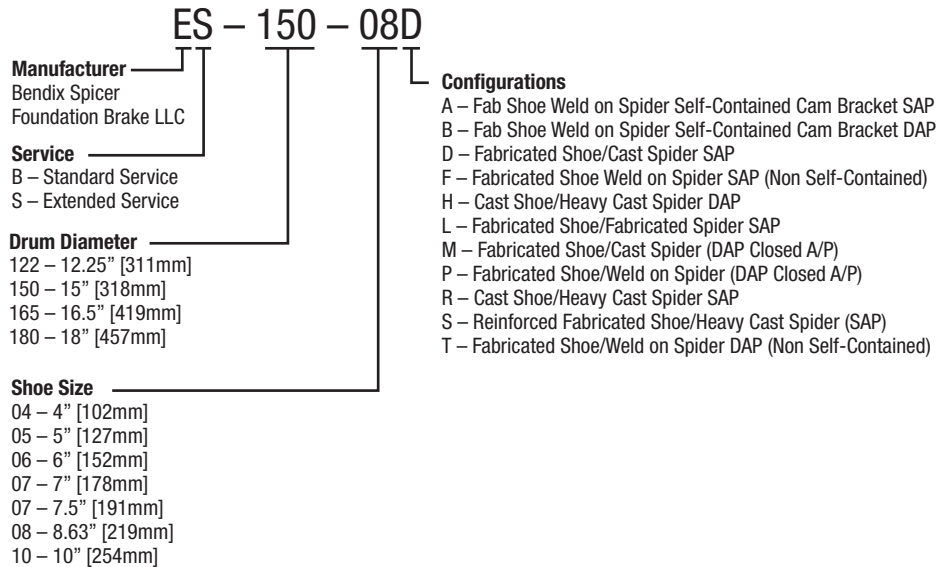 ES – 150 – 08D
Manufacturer
Bendix Spicer
Foundation Brake LLC
Service
B – Standard Service
S – Extended Service
Drum Diameter
122 – 12.25” [311mm]
150 – 15” [318mm]
165 – 16.5” [419mm]
180 – 18” [457mm]
Shoe Size
04 – 4” [102mm]
05 – 5” [127mm]
06 – 6” [152mm]
07 – 7” [178mm]
07 – 7.5” [191mm]
08 – 8.63” [219mm]
10 – 10” [254mm]
Configurations
A – Fab Shoe Weld on Spider Self-Contained Cam Bracket SAP
B – Fab Shoe Weld on Spider Self-Contained Cam Bracket DAP
D – Fabricated Shoe/Cast Spider SAP
F – Fabricated Shoe Weld on Spider SAP (Non Self-Contained)
H – Cast Shoe/Heavy Cast Spider DAP
L – Fabricated Shoe/Fabricated Spider SAP
M – Fabricated Shoe/Cast Spider (DAP Closed A/P)
P – Fabricated Shoe/Weld on Spider (DAP Closed A/P)
R – Cast Shoe/Heavy Cast Spider SAP
S – Reinforced Fabricated Shoe/Heavy Cast Spider (SAP)
T – Fabricated Shoe/Weld on Spider DAP (Non Self-Contained)